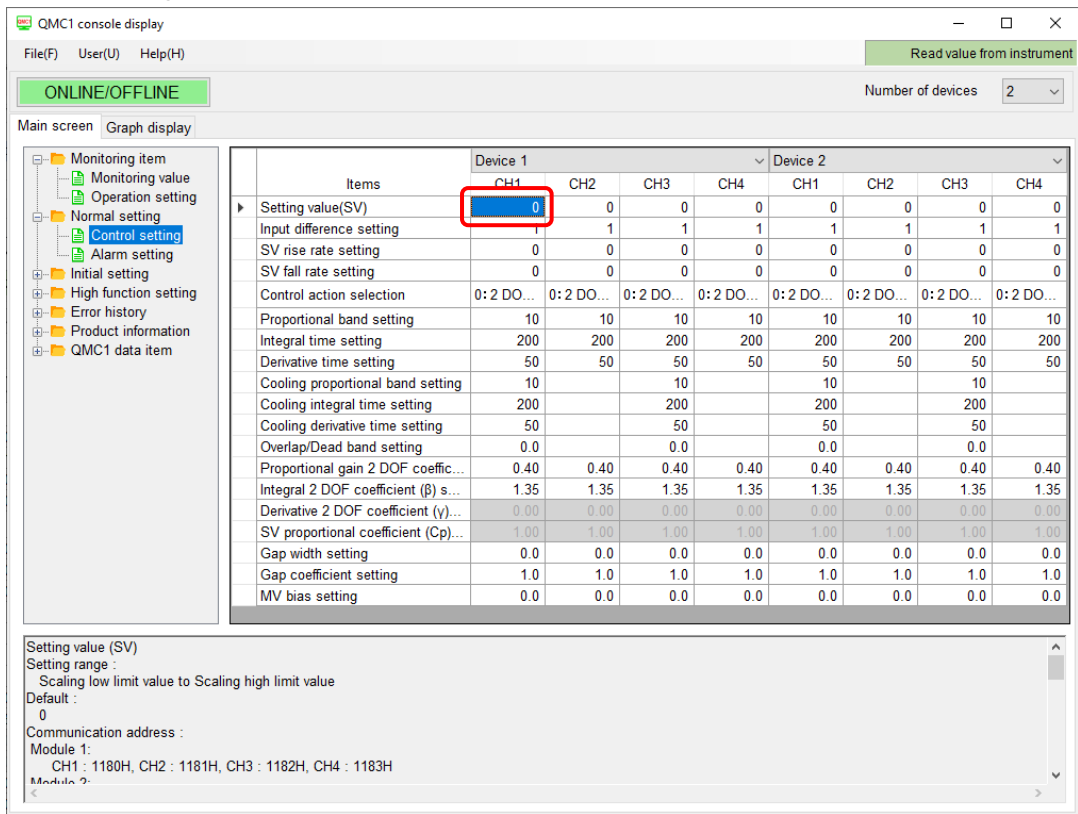 QMC1 console display
File(F) User(U) Help(H) Read value from instrument
ONLINE/OFFLINE Number of devices 2
Main screen Graph display
Monitoring item
Monitoring value
Operation setting
Normal setting
Control setting
Alarm setting
Initial setting
High function setting
Error history
Product information
QMC1 data item
Device 1 Device 2
Items CH1 CH2 CH3 CH4 CH1 CH2 CH3 CH4
Setting value(SV) 0 0 0 0 0 0 0 0
Input difference setting 1 1 1 1 1 1 1 1
SV rise rate setting 0 0 0 0 0 0 0 0
SV fall rate setting 0 0 0 0 0 0 0 0
Control action selection 0: 2 DO... 0: 2 DO... 0: 2 DO... 0: 2 DO... 0: 2 DO... 0: 2 DO... 0: 2 DO... 0: 2 DO...
Proportional band setting 10 10 10 10 10 10 10 10
Integral time setting 200 200 200 200 200 200 200 200
Derivative time setting 50 50 50 50 50 50 50 50
Cooling proportional band setting 10 10 10 10
Cooling integral time setting 200 200 200 200
Cooling derivative time setting 50 50 50 50
Overlap/Dead band setting 0.0 0.0 0.0 0.0
Proportional gain 2 DOF coeffic... 0.40 0.40 0.40 0.40 0.40 0.40 0.40 0.40
Integral 2 DOF coefficient (β) s... 1.35 1.35 1.35 1.35 1.35 1.35 1.35 1.35
Derivative 2 DOF coefficient (γ)... 0.00 0.00 0.00 0.00 0.00 0.00 0.00 0.00
SV proportional coefficient (Cp)... 1.00 1.00 1.00 1.00 1.00 1.00 1.00 1.00
Gap width setting 0.0 0.0 0.0 0.0 0.0 0.0 0.0 0.0
Gap coefficient setting 1.0 1.0 1.0 1.0 1.0 1.0 1.0 1.0
MV bias setting 0.0 0.0 0.0 0.0 0.0 0.0 0.0 0.0
Setting value (SV)
Setting range :
Scaling low limit value to Scaling high limit value
Default :
0
Communication address :
Module 1:
CH1 : 1180H, CH2 : 1181H, CH3 : 1182H, CH4 : 1183H
Module 2: